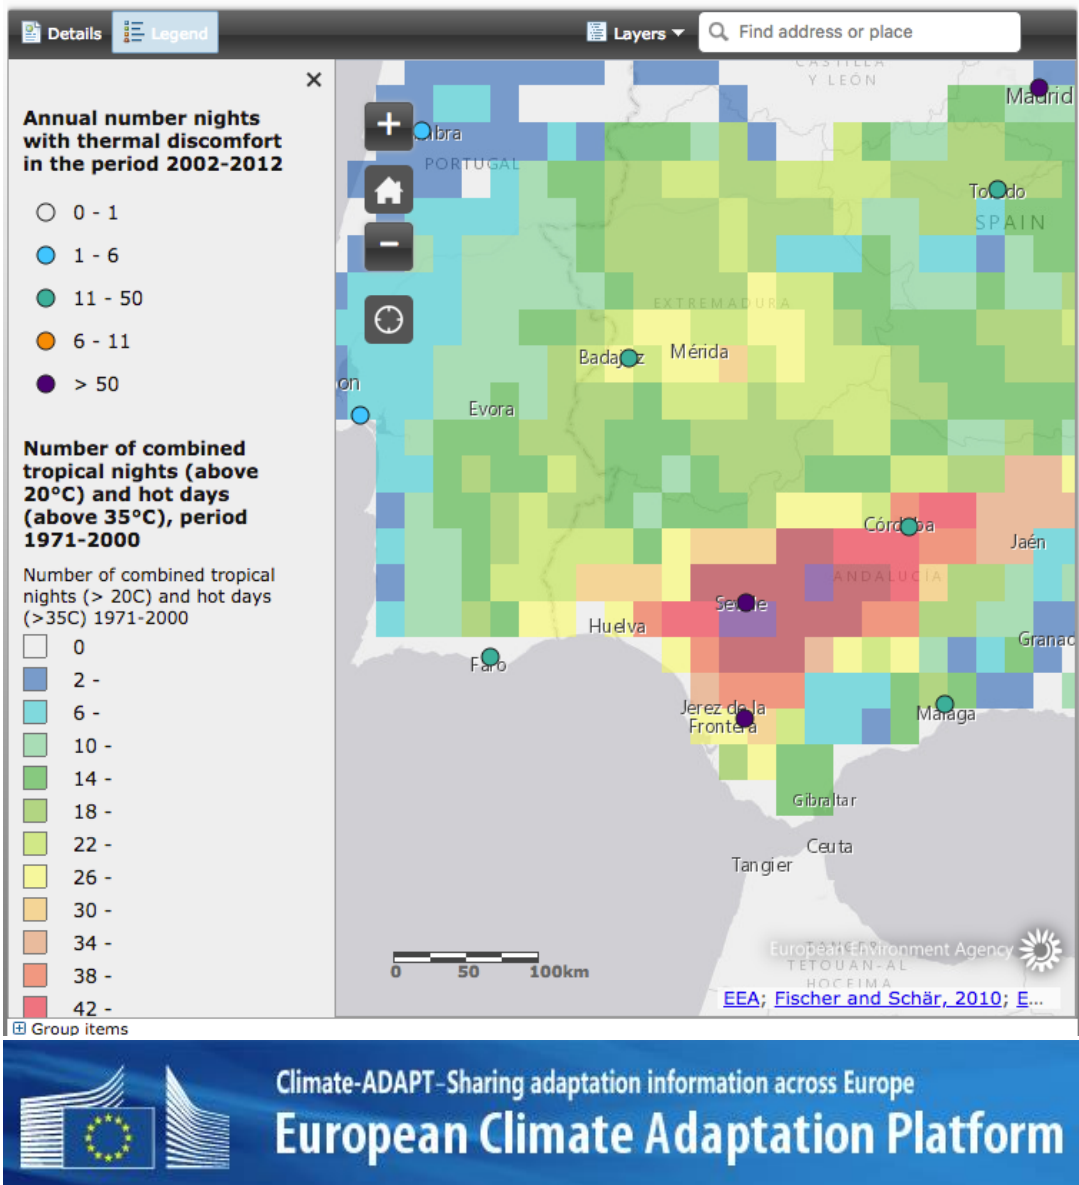 Details
Legend
Layers
Find address or place
Annual number nights
with thermal discomfort
in the period 2002-2012
0 - 1
1 - 6
11 - 50
6 - 11
> 50
Number of combined
tropical nights (above
20°C) and hot days
(above 35°C), period
1971-2000
Number of combined tropical
nights (> 20C) and hot days
(>35C) 1971-2000
0
2 -
6 -
10 -
14 -
18 -
22 -
26 -
30 -
34 -
38 -
42 -
Group items
CASTILLA
Y LEÓN
Madrid
PORTUGAL
Toledo
SPAIN
EXTREMADURA
Badajoz
Mérida
Evora
Córdoba
Jaén
ANDALUCÍA
Seville
Huelva
Granad
Faro
Jerez de la
Frontera
Málaga
Gibraltar
Ceuta
Tangier
European Environment Agency
TETOUAN-AL
HOCEIMA
0 50 100km
EEA; Fischer and Schär, 2010; E...
Climate-ADAPT–Sharing adaptation information across Europe
European Climate Adaptation Platform